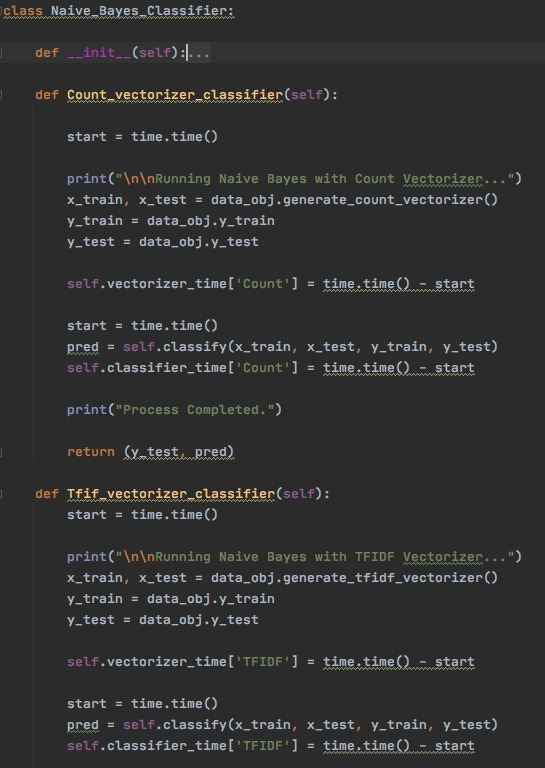 class Naive_Bayes_Classifier:
def __init__(self):...
def Count_vectorizer_classifier(self):
start = time.time()
print("\n\nRunning Naive Bayes with Count Vectorizer...")
x_train, x_test = data_obj.generate_count_vectorizer()
y_train = data_obj.y_train
y_test = data_obj.y_test
self.vectorizer_time['Count'] = time.time() - start
start = time.time()
pred = self.classify(x_train, x_test, y_train, y_test)
self.classifier_time['Count'] = time.time() - start
print("Process Completed.")
return (y_test, pred)
def Tfif_vectorizer_classifier(self):
start = time.time()
print("\n\nRunning Naive Bayes with TFIDF Vectorizer...")
x_train, x_test = data_obj.generate_tfidf_vectorizer()
y_train = data_obj.y_train
y_test = data_obj.y_test
self.vectorizer_time['TFIDF'] = time.time() - start
start = time.time()
pred = self.classify(x_train, x_test, y_train, y_test)
self.classifier_time['TFIDF'] = time.time() - start